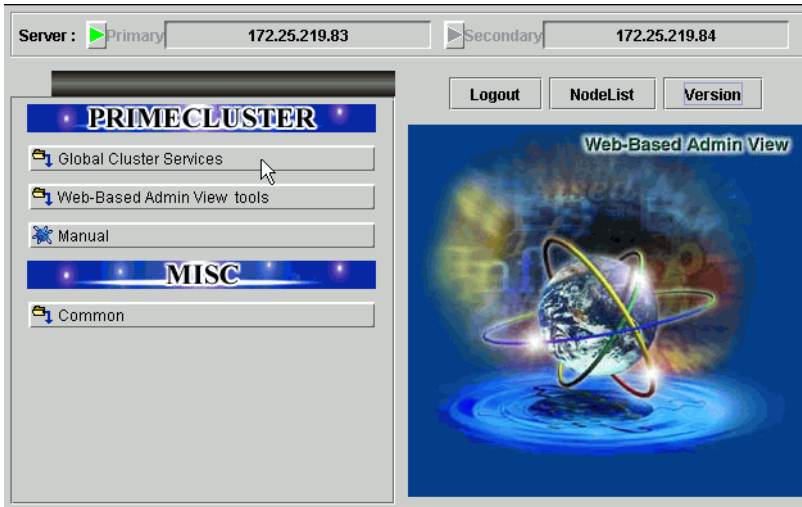 Server : Primary 172.25.219.83 Secondary 172.25.219.84
Logout NodeList Version
PRIMECLUSTER
Global Cluster Services
Web-Based Admin View tools
Manual
MISC
Common
Web-Based Admin View